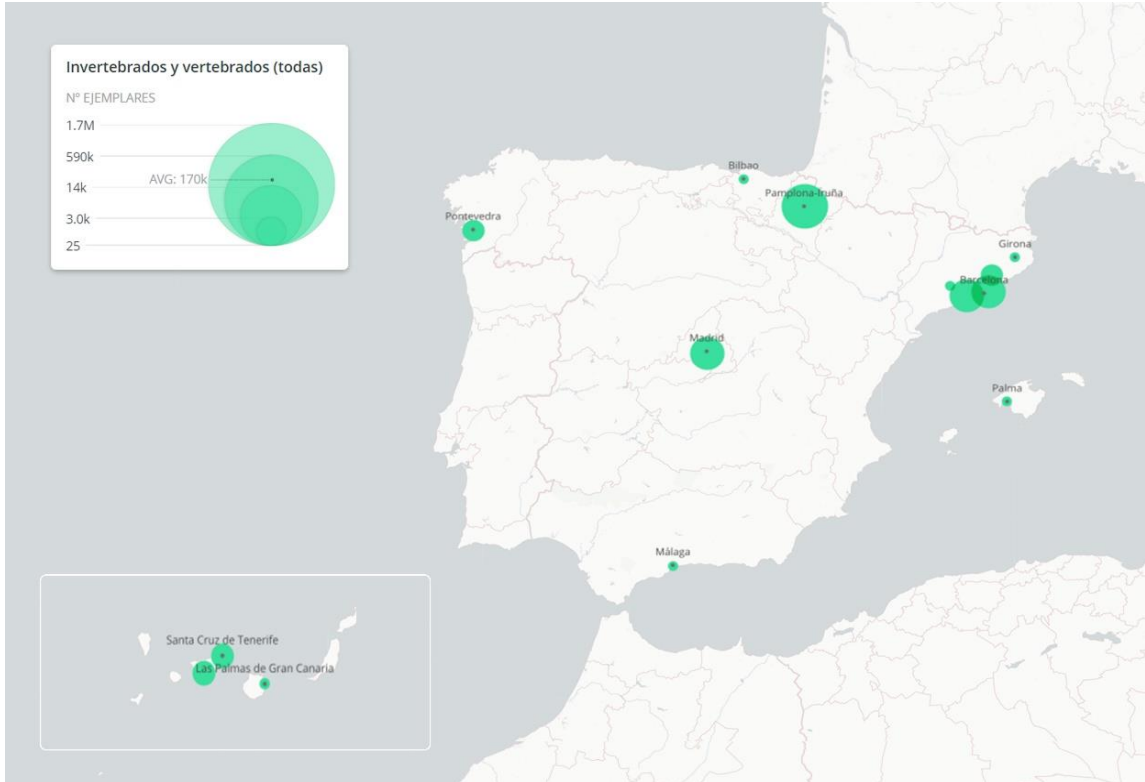 Invertebrados y vertebrados (todas)
Nº EJEMPLARES
1.7M
590k
AVG: 170k
14k
3.0k
25
Bilbao
Pamplona-Iruña
Pontevedra
Girona
Barcelona
Madrid
Palma
Málaga
Santa Cruz de Tenerife
Las Palmas de Gran Canaria